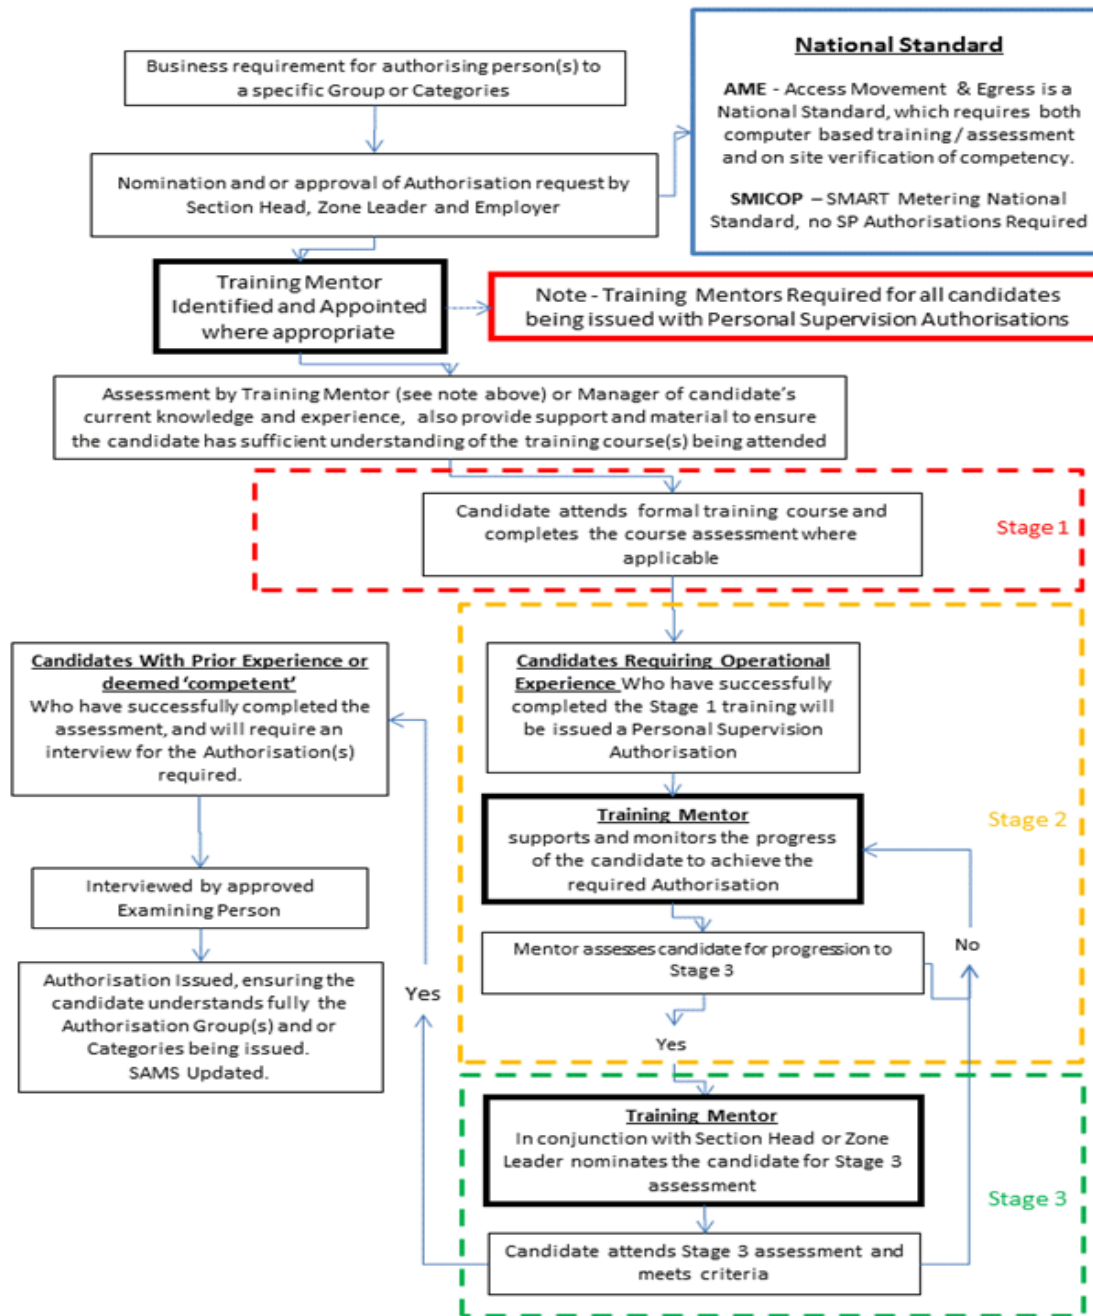 National Standard
AME - Access Movement & Egress is a
National Standard, which requires both
computer based training / assessment
and on site verification of competency.
SMICOP – SMART Metering National
Standard, no SP Authorisations Required
Business requirement for authorising person(s) to
a specific Group or Categories
Nomination and or approval of Authorisation request by
Section Head, Zone Leader and Employer
Training Mentor
Identified and Appointed
where appropriate
Note - Training Mentors Required for all candidates
being issued with Personal Supervision Authorisations
Assessment by Training Mentor (see note above) or Manager of candidate's
current knowledge and experience, also provide support and material to ensure
the candidate has sufficient understanding of the training course(s) being attended
Candidate attends formal training course and
completes the course assessment where
applicable
Stage 1
Candidates With Prior Experience or
deemed 'competent'
Who have successfully completed the
assessment, and will require an
interview for the Authorisation(s)
required.
Interviewed by approved
Examining Person
Authorisation Issued, ensuring the
candidate understands fully the
Authorisation Group(s) and or
Categories being issued.
SAMS Updated.
Yes
Candidates Requiring Operational
Experience Who have successfully
completed the Stage 1 training will
be issued a Personal Supervision
Authorisation
Training Mentor
supports and monitors the progress
of the candidate to achieve the
required Authorisation
Stage 2
Mentor assesses candidate for progression to
Stage 3
No
Yes
Training Mentor
In conjunction with Section Head or Zone
Leader nominates the candidate for Stage 3
assessment
Stage 3
Candidate attends Stage 3 assessment and
meets criteria